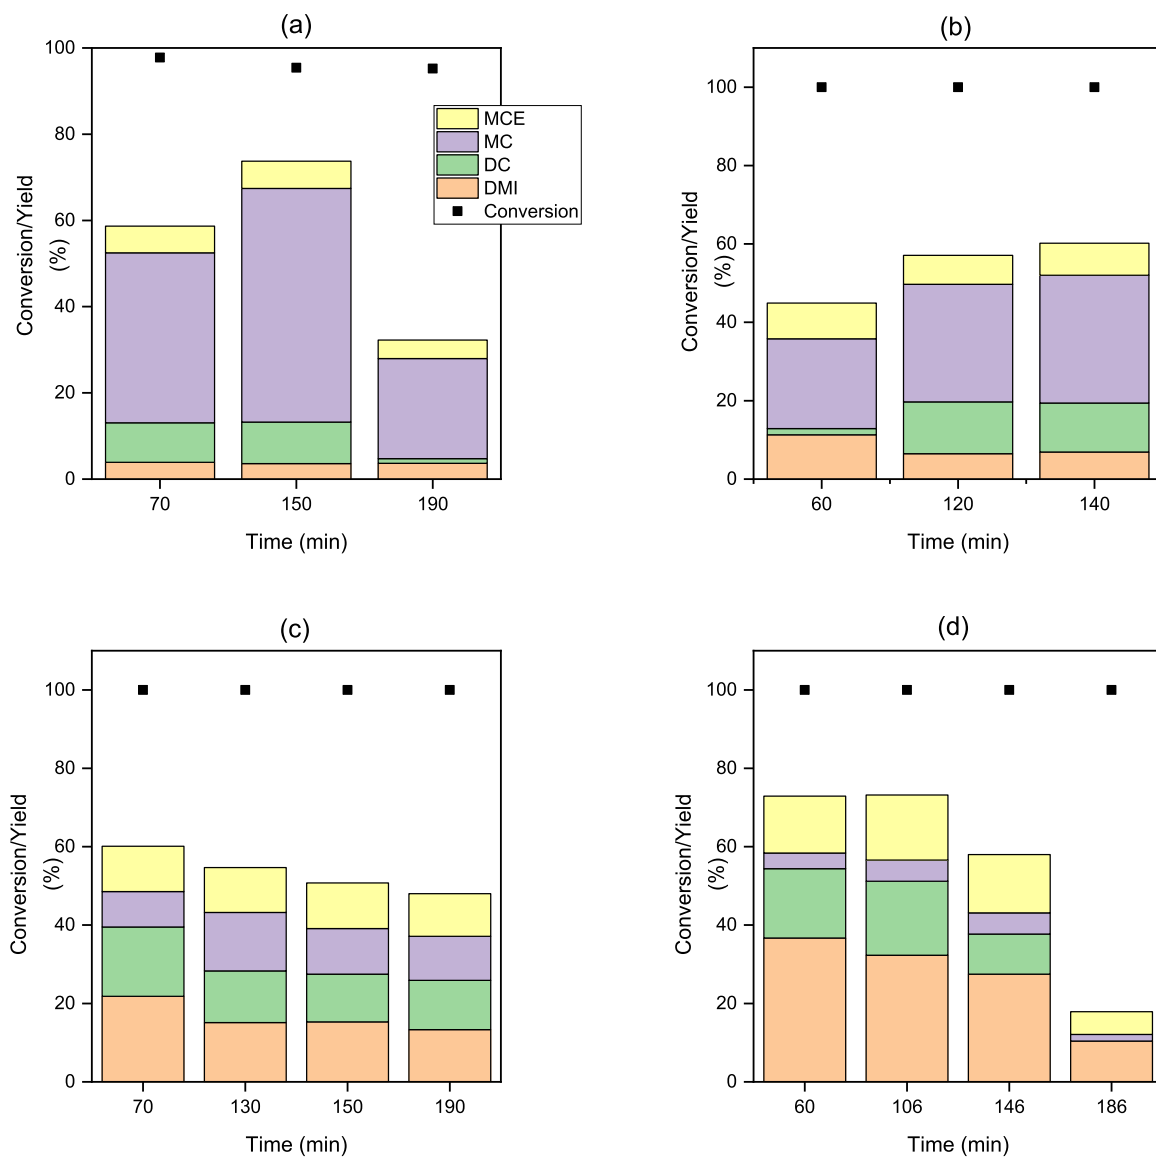 (a)
100
80
60
40
20
0
Conversion/Yield
(%)
70 150 190
Time (min)
MCE
MC
DC
DMI
Conversion
(b)
100
80
60
40
20
0
Conversion/Yield
(%)
60 120 140
Time (min)
(c)
100
80
60
40
20
0
Conversion/Yield
(%)
70 130 150 190
Time (min)
(d)
100
80
60
40
20
0
Conversion/Yield
(%)
60 106 146 186
Time (min)